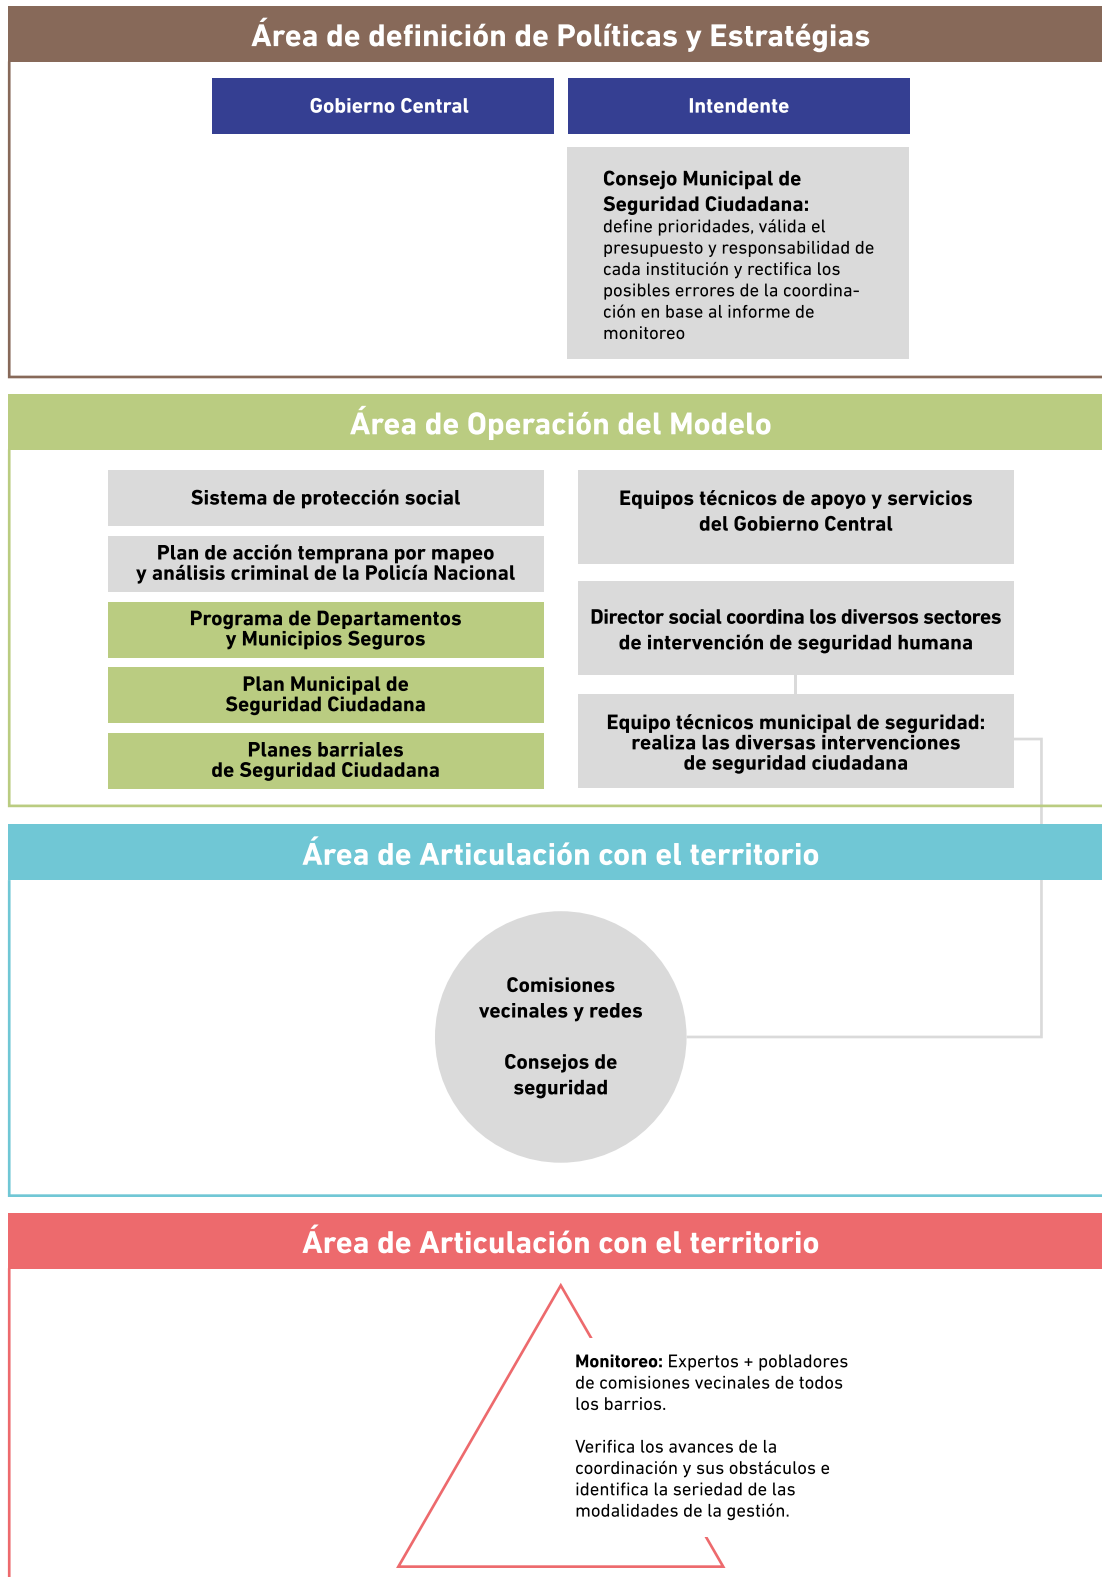 Área de definición de Políticas y Estratégias
Gobierno Central
Intendente
Consejo Municipal de
Seguridad Ciudadana:
define prioridades, válida el
presupuesto y responsabilidad de
cada institución y rectifica los
posibles errores de la coordina-
ción en base al informe de
monitoreo
Área de Operación del Modelo
Sistema de protección social
Plan de acción temprana por mapeo
y análisis criminal de la Policía Nacional
Programa de Departamentos
y Municipios Seguros
Plan Municipal de
Seguridad Ciudadana
Planes barriales
de Seguridad Ciudadana
Equipos técnicos de apoyo y servicios
del Gobierno Central
Director social coordina los diversos sectores
de intervención de seguridad humana
Equipo técnicos municipal de seguridad:
realiza las diversas intervenciones
de seguridad ciudadana
Área de Articulación con el territorio
Comisiones
vecinales y redes
Consejos de
seguridad
Área de Articulación con el territorio
Monitoreo: Expertos + pobladores
de comisiones vecinales de todos
los barrios.
Verifica los avances de la
coordinación y sus obstáculos e
identifica la seriedad de las
modalidades de la gestión.